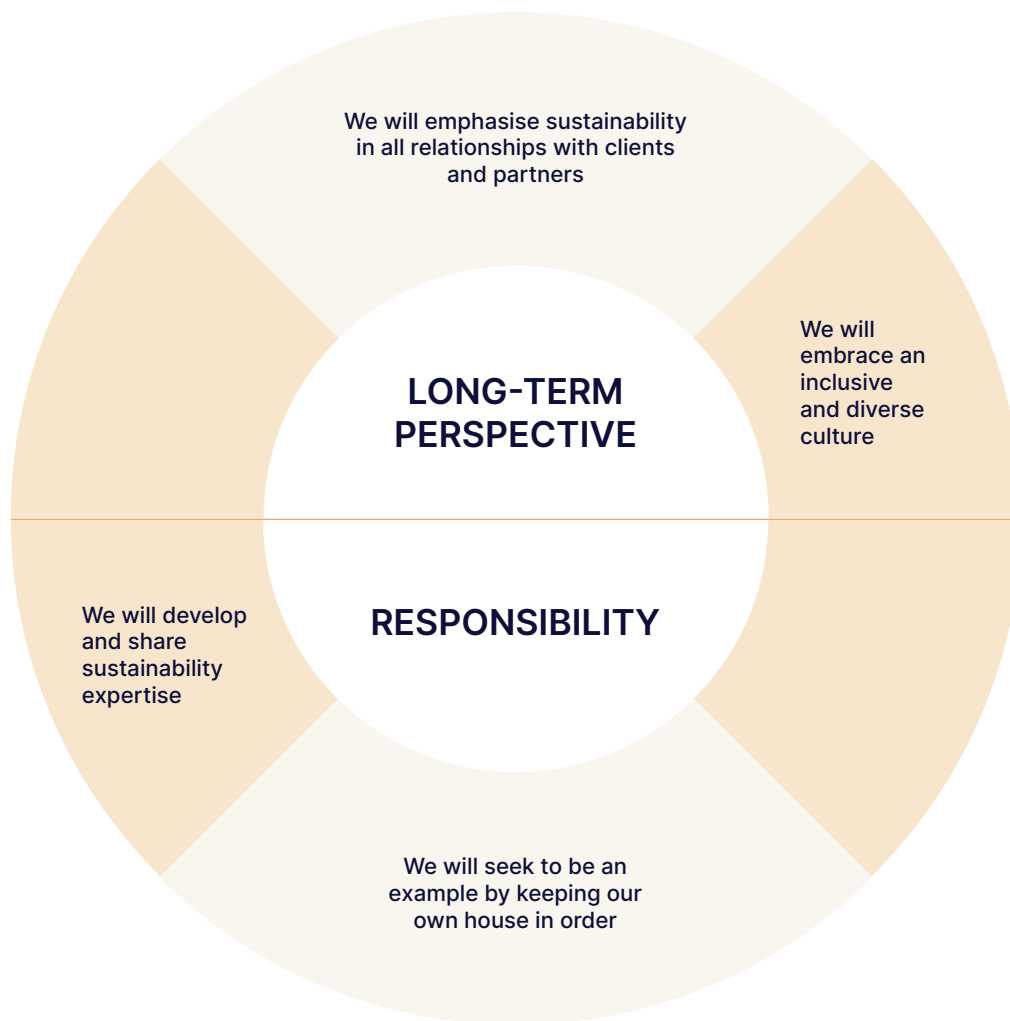 We will emphasise sustainability
in all relationships with clients
and partners
We will
embrace an
inclusive
and diverse
culture
LONG-TERM
PERSPECTIVE
RESPONSIBILITY
We will develop
and share
sustainability
expertise
We will seek to be an
example by keeping our
own house in order